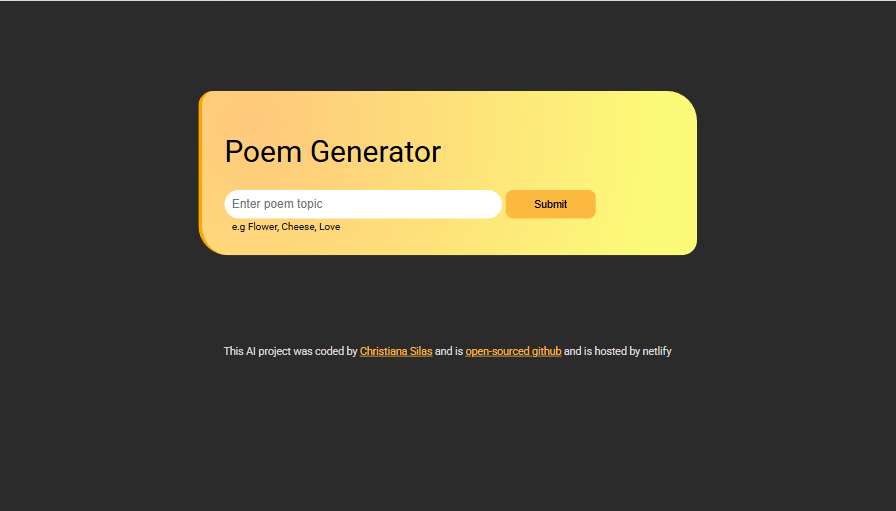 Poem Generator
Enter poem topic
Submit
e.g Flower, Cheese, Love
This AI project was coded by Christiana Silas and is open-sourced github and is hosted by netlify